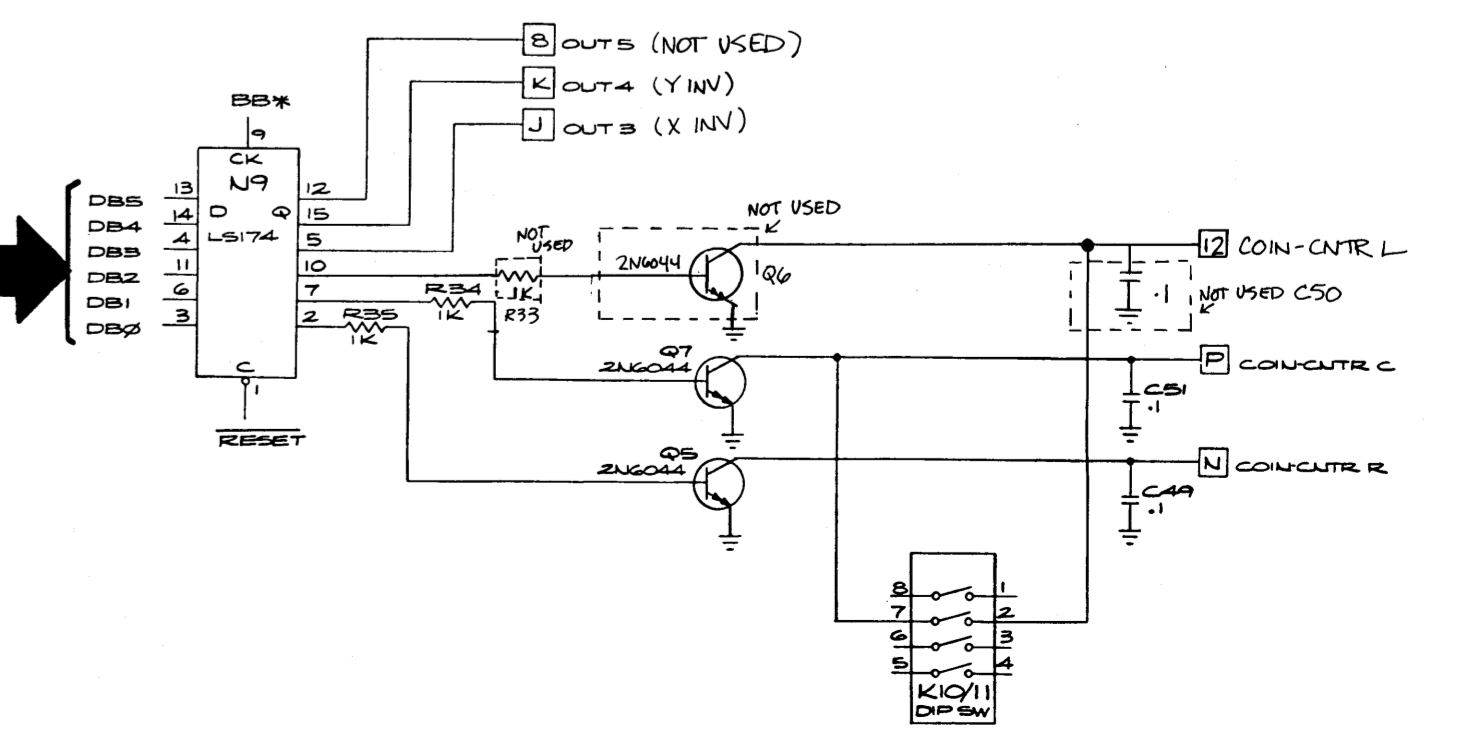 8 OUT5 (NOT USED)
K OUT4 (Y INV)
J OUT3 (X INV)
BB*
9
CK
N9
D Q
LS174
C
1
RESET
DB5 13
DB4 14
DB3 4
DB2 11
DB1 6
DBØ 3
12
15
5
10
7
2
NOT USED
1K
R33
R34
1K
R35
1K
NOT USED
2N6044
Q6
12 COIN-CNTR L
.1
NOT USED C50
Q7
2N6044
P COIN-CNTR C
C51
.1
Q5
2N6044
N COIN-CNTR R
C49
.1
8 1
7 2
6 3
5 4
K10/11
DIP SW